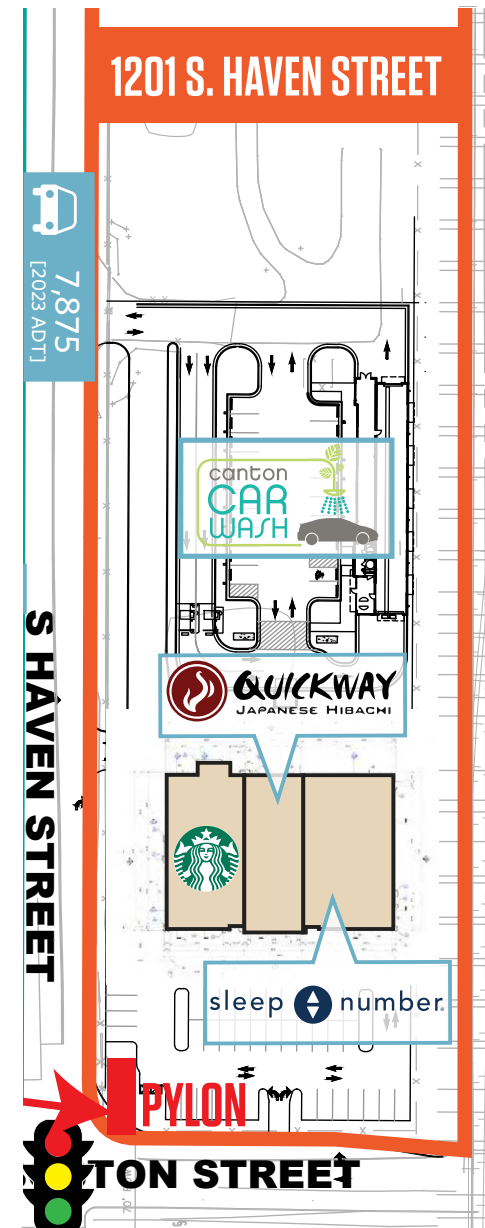 1201 S. HAVEN STREET
7,875
[2023 ADT]
canton
CAR
WASH
QUICKWAY
JAPANESE HIBACHI
S HAVEN STREET
sleep number.
PYLON
TON STREET